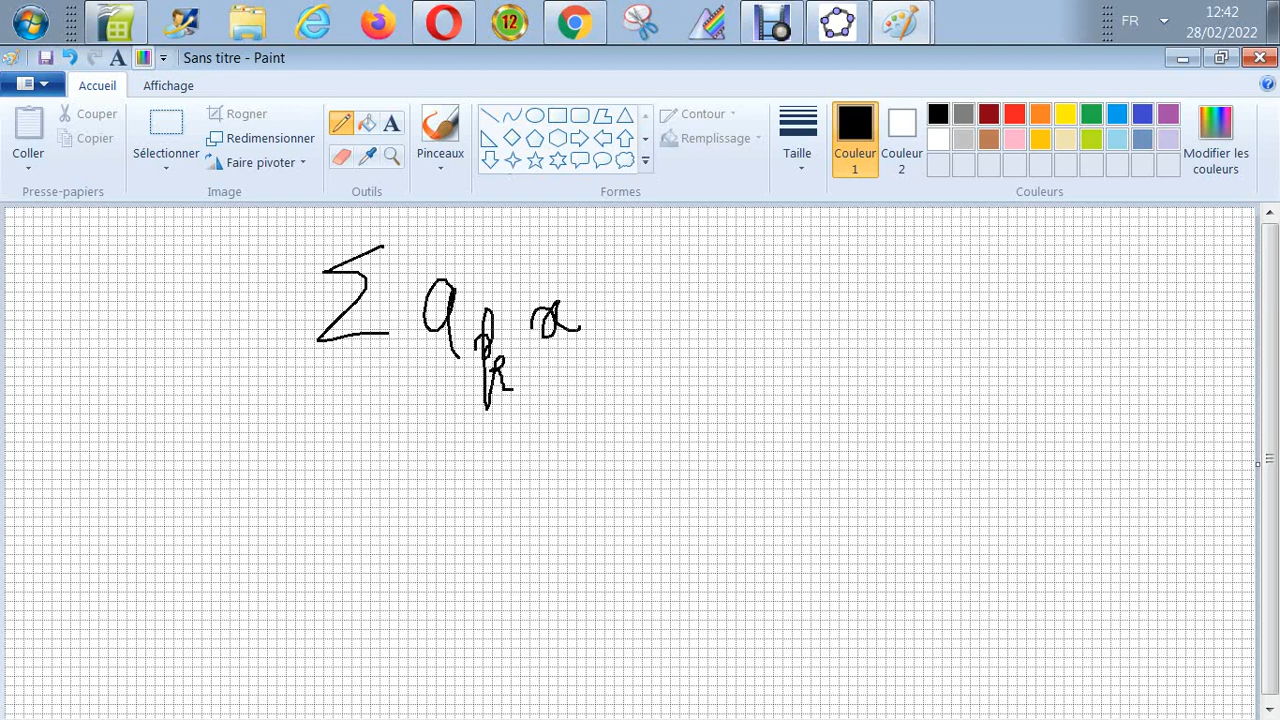 12:42
FR
28/02/2022
12
Sans titre - Paint
Accueil Affichage
Coller Couper Copier Presse-papiers
Sélectionner Rogner Redimensionner Faire pivoter Image
A Outils
Pinceaux
Formes Contour Remplissage
Taille
Couleur 1 Couleur 2 Modifier les couleurs Couleurs
∑ a x